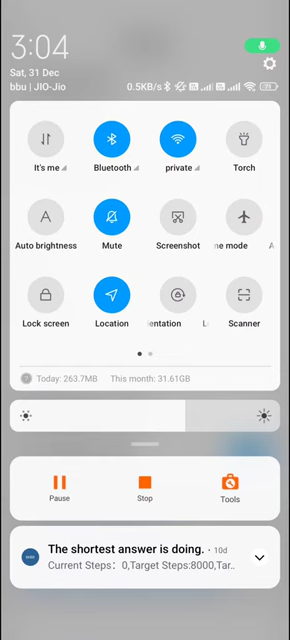 3:04
Sat, 31 Dec
bbu | JIO-Jio
0.5KB/s
It's me
Bluetooth
private
Torch
Auto brightness
Mute
Screenshot
ne mode
A
Lock screen
Location
ientation
L
Scanner
Today: 263.7MB
This month: 31.61GB
Pause
Stop
Tools
The shortest answer is doing. · 10d
Current Steps: 0,Target Steps:8000,Tar..